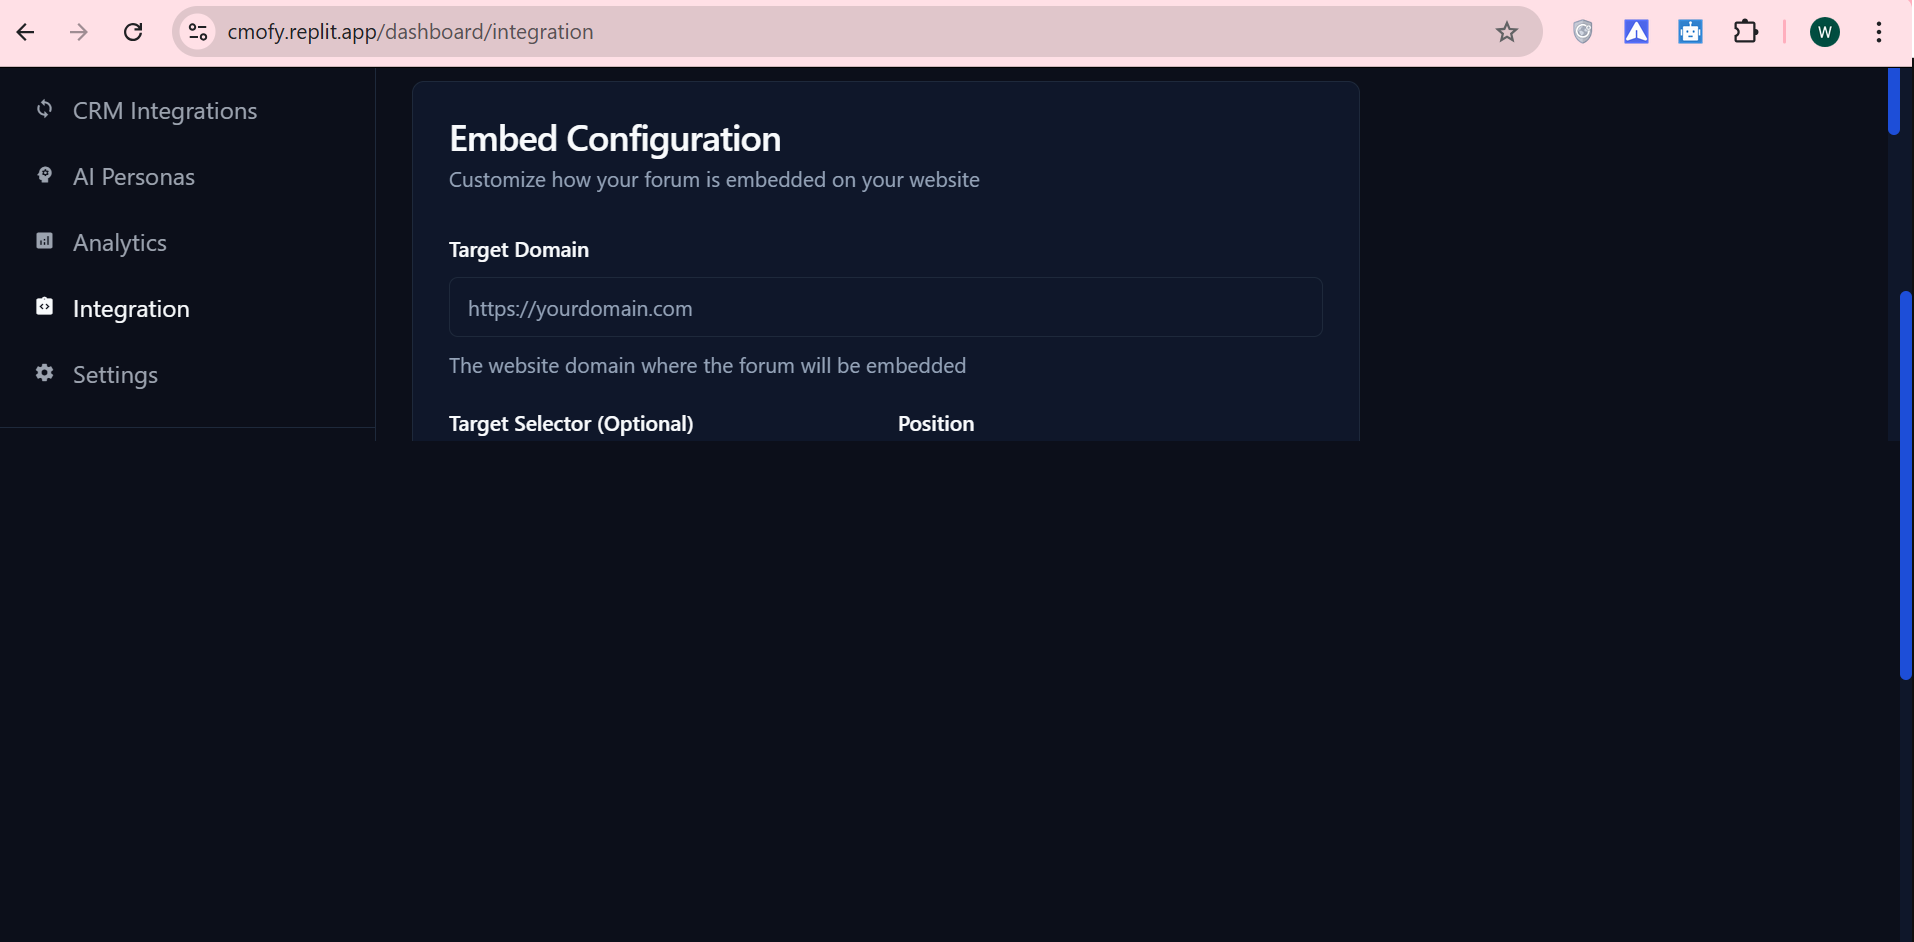 cmofy.replit.app/dashboard/integration
W
CRM Integrations
AI Personas
Analytics
Integration
Settings
Embed Configuration
Customize how your forum is embedded on your website
Target Domain
https://yourdomain.com
The website domain where the forum will be embedded
Target Selector (Optional)
Position